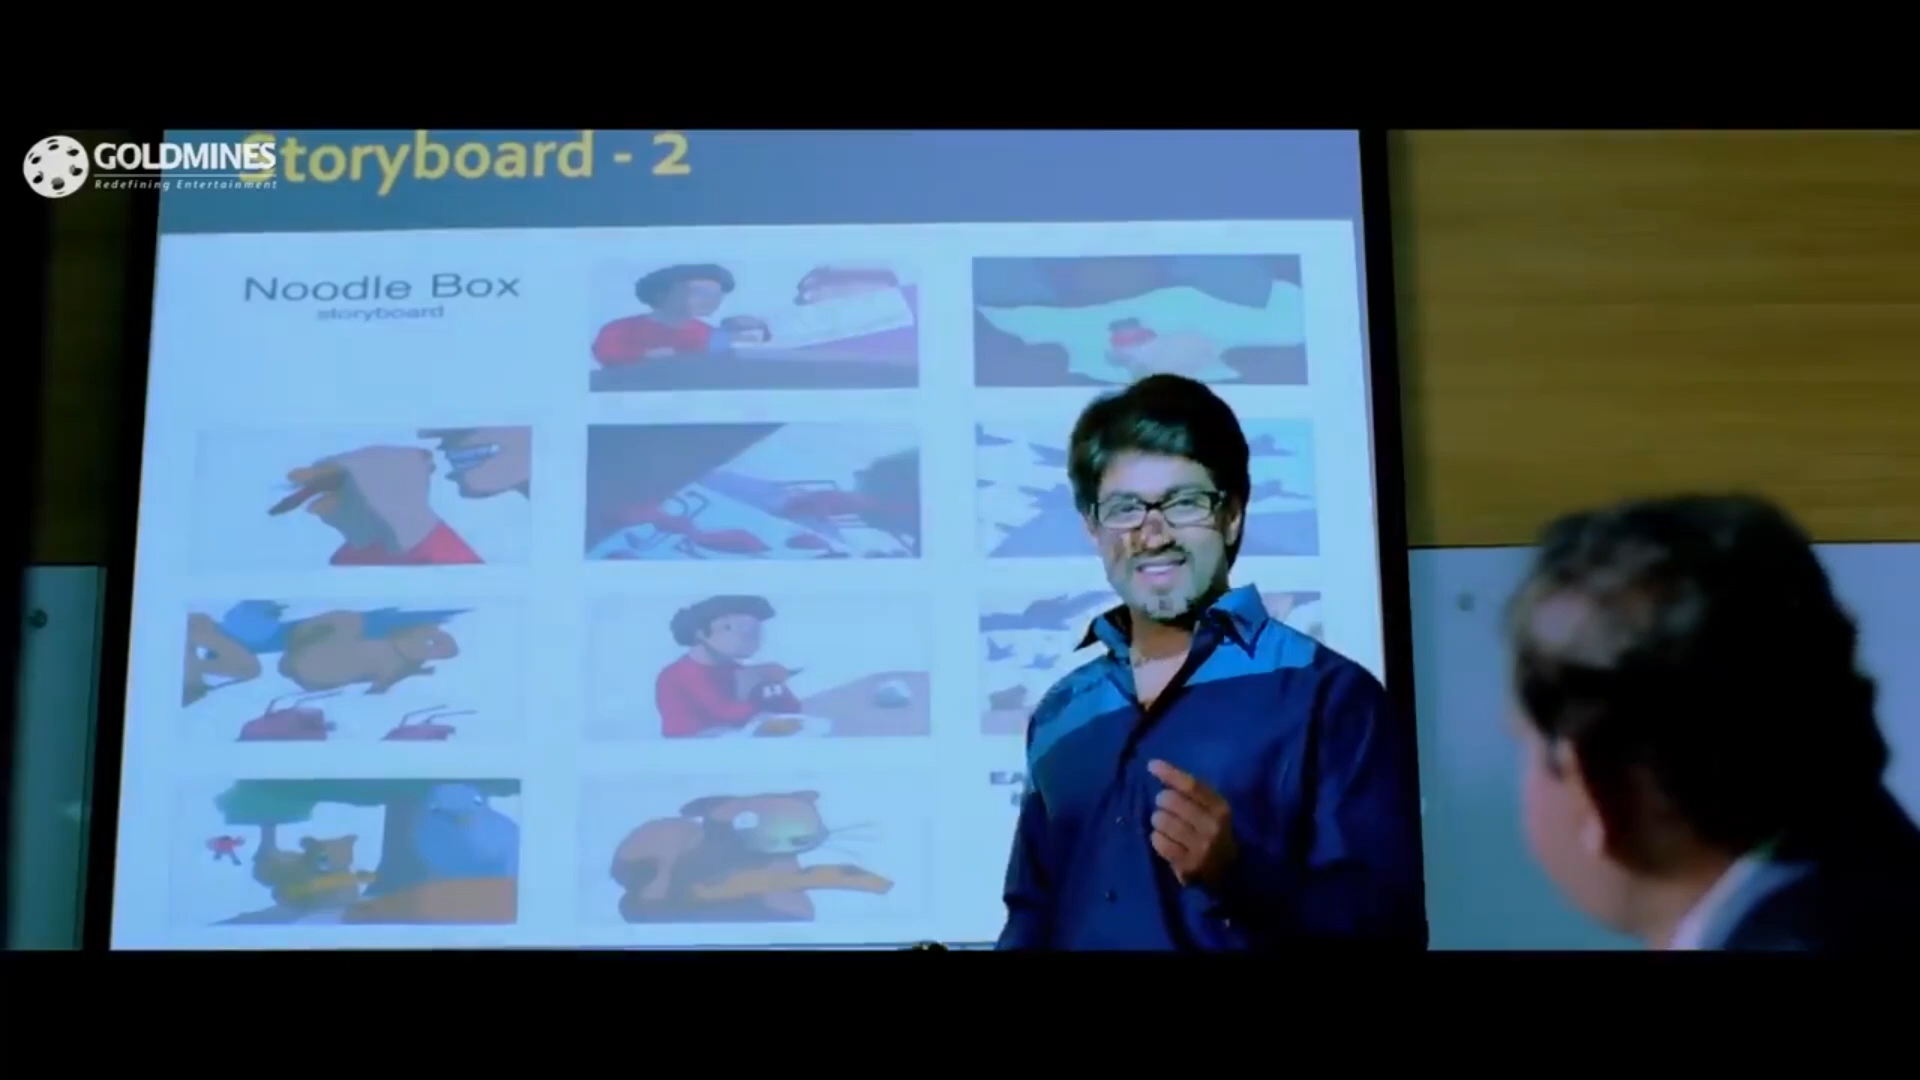 GOLDMINES
Redefining Entertainment
Storyboard - 2
Noodle Box
storyboard